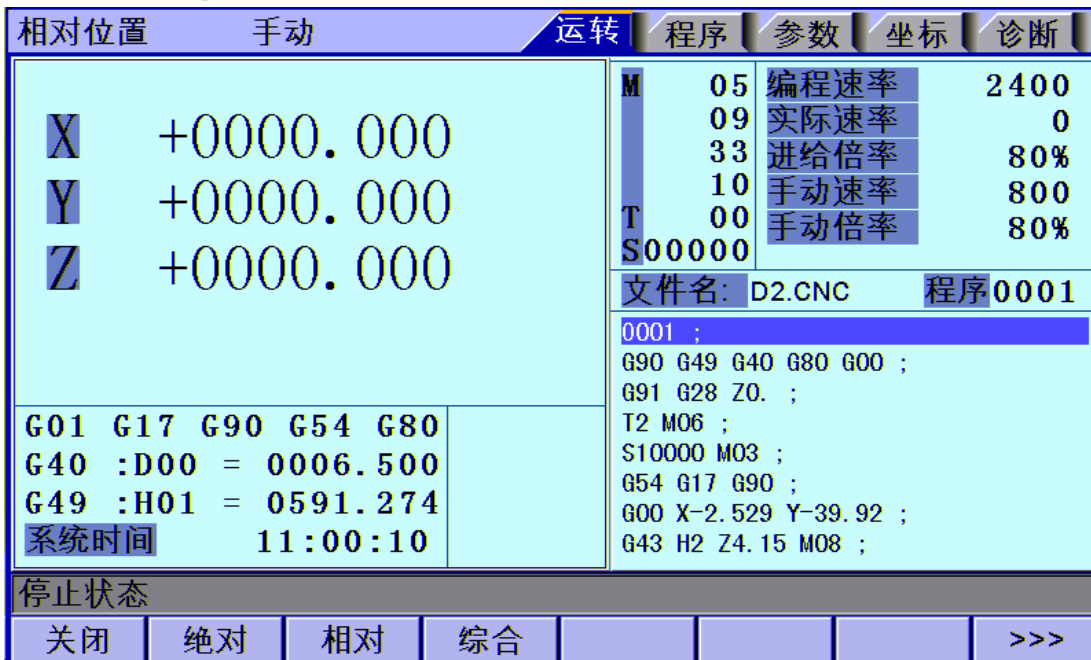 相对位置 手动 运转 程序 参数 坐标 诊断
X +0000.000
Y +0000.000
Z +0000.000
G01 G17 G90 G54 G80
G40 :D00 = 0006.500
G49 :H01 = 0591.274
系统时间 11:00:10
M 05
09
33
10
T 00
S00000
编程速率 2400
实际速率 0
进给倍率 80%
手动速率 800
手动倍率 80%
文件名: D2.CNC 程序0001
0001 ;
G90 G49 G40 G80 G00 ;
G91 G28 Z0. ;
T2 M06 ;
S10000 M03 ;
G54 G17 G90 ;
G00 X-2.529 Y-39.92 ;
G43 H2 Z4.15 M08 ;
停止状态
关闭 绝对 相对 综合 >>>